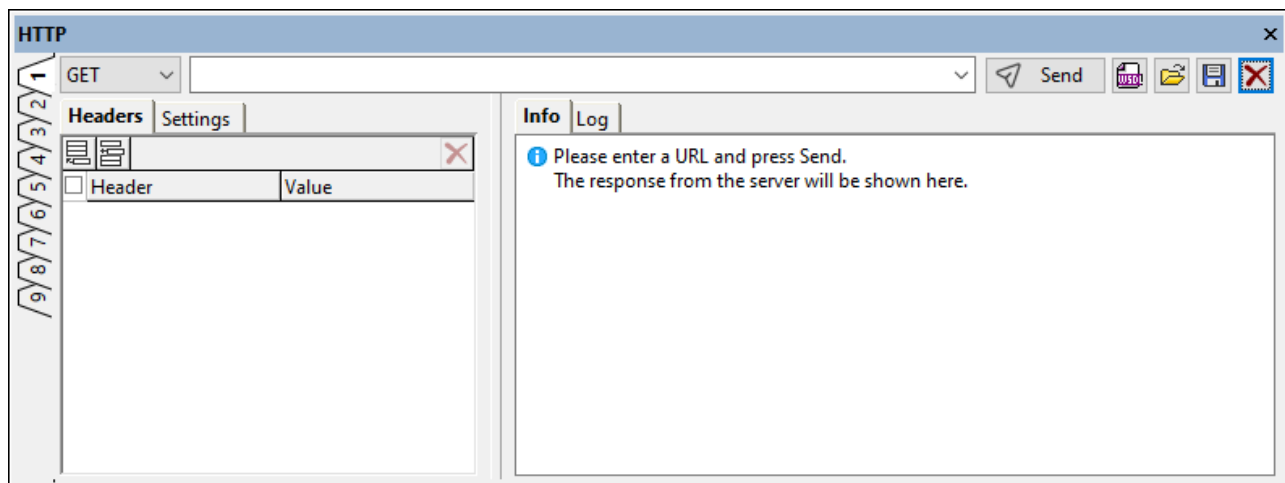 HTTP
GET
Send
WSDL
1
2
3
4
5
6
7
8
9
Headers Settings
Header Value
Info Log
Please enter a URL and press Send.
The response from the server will be shown here.